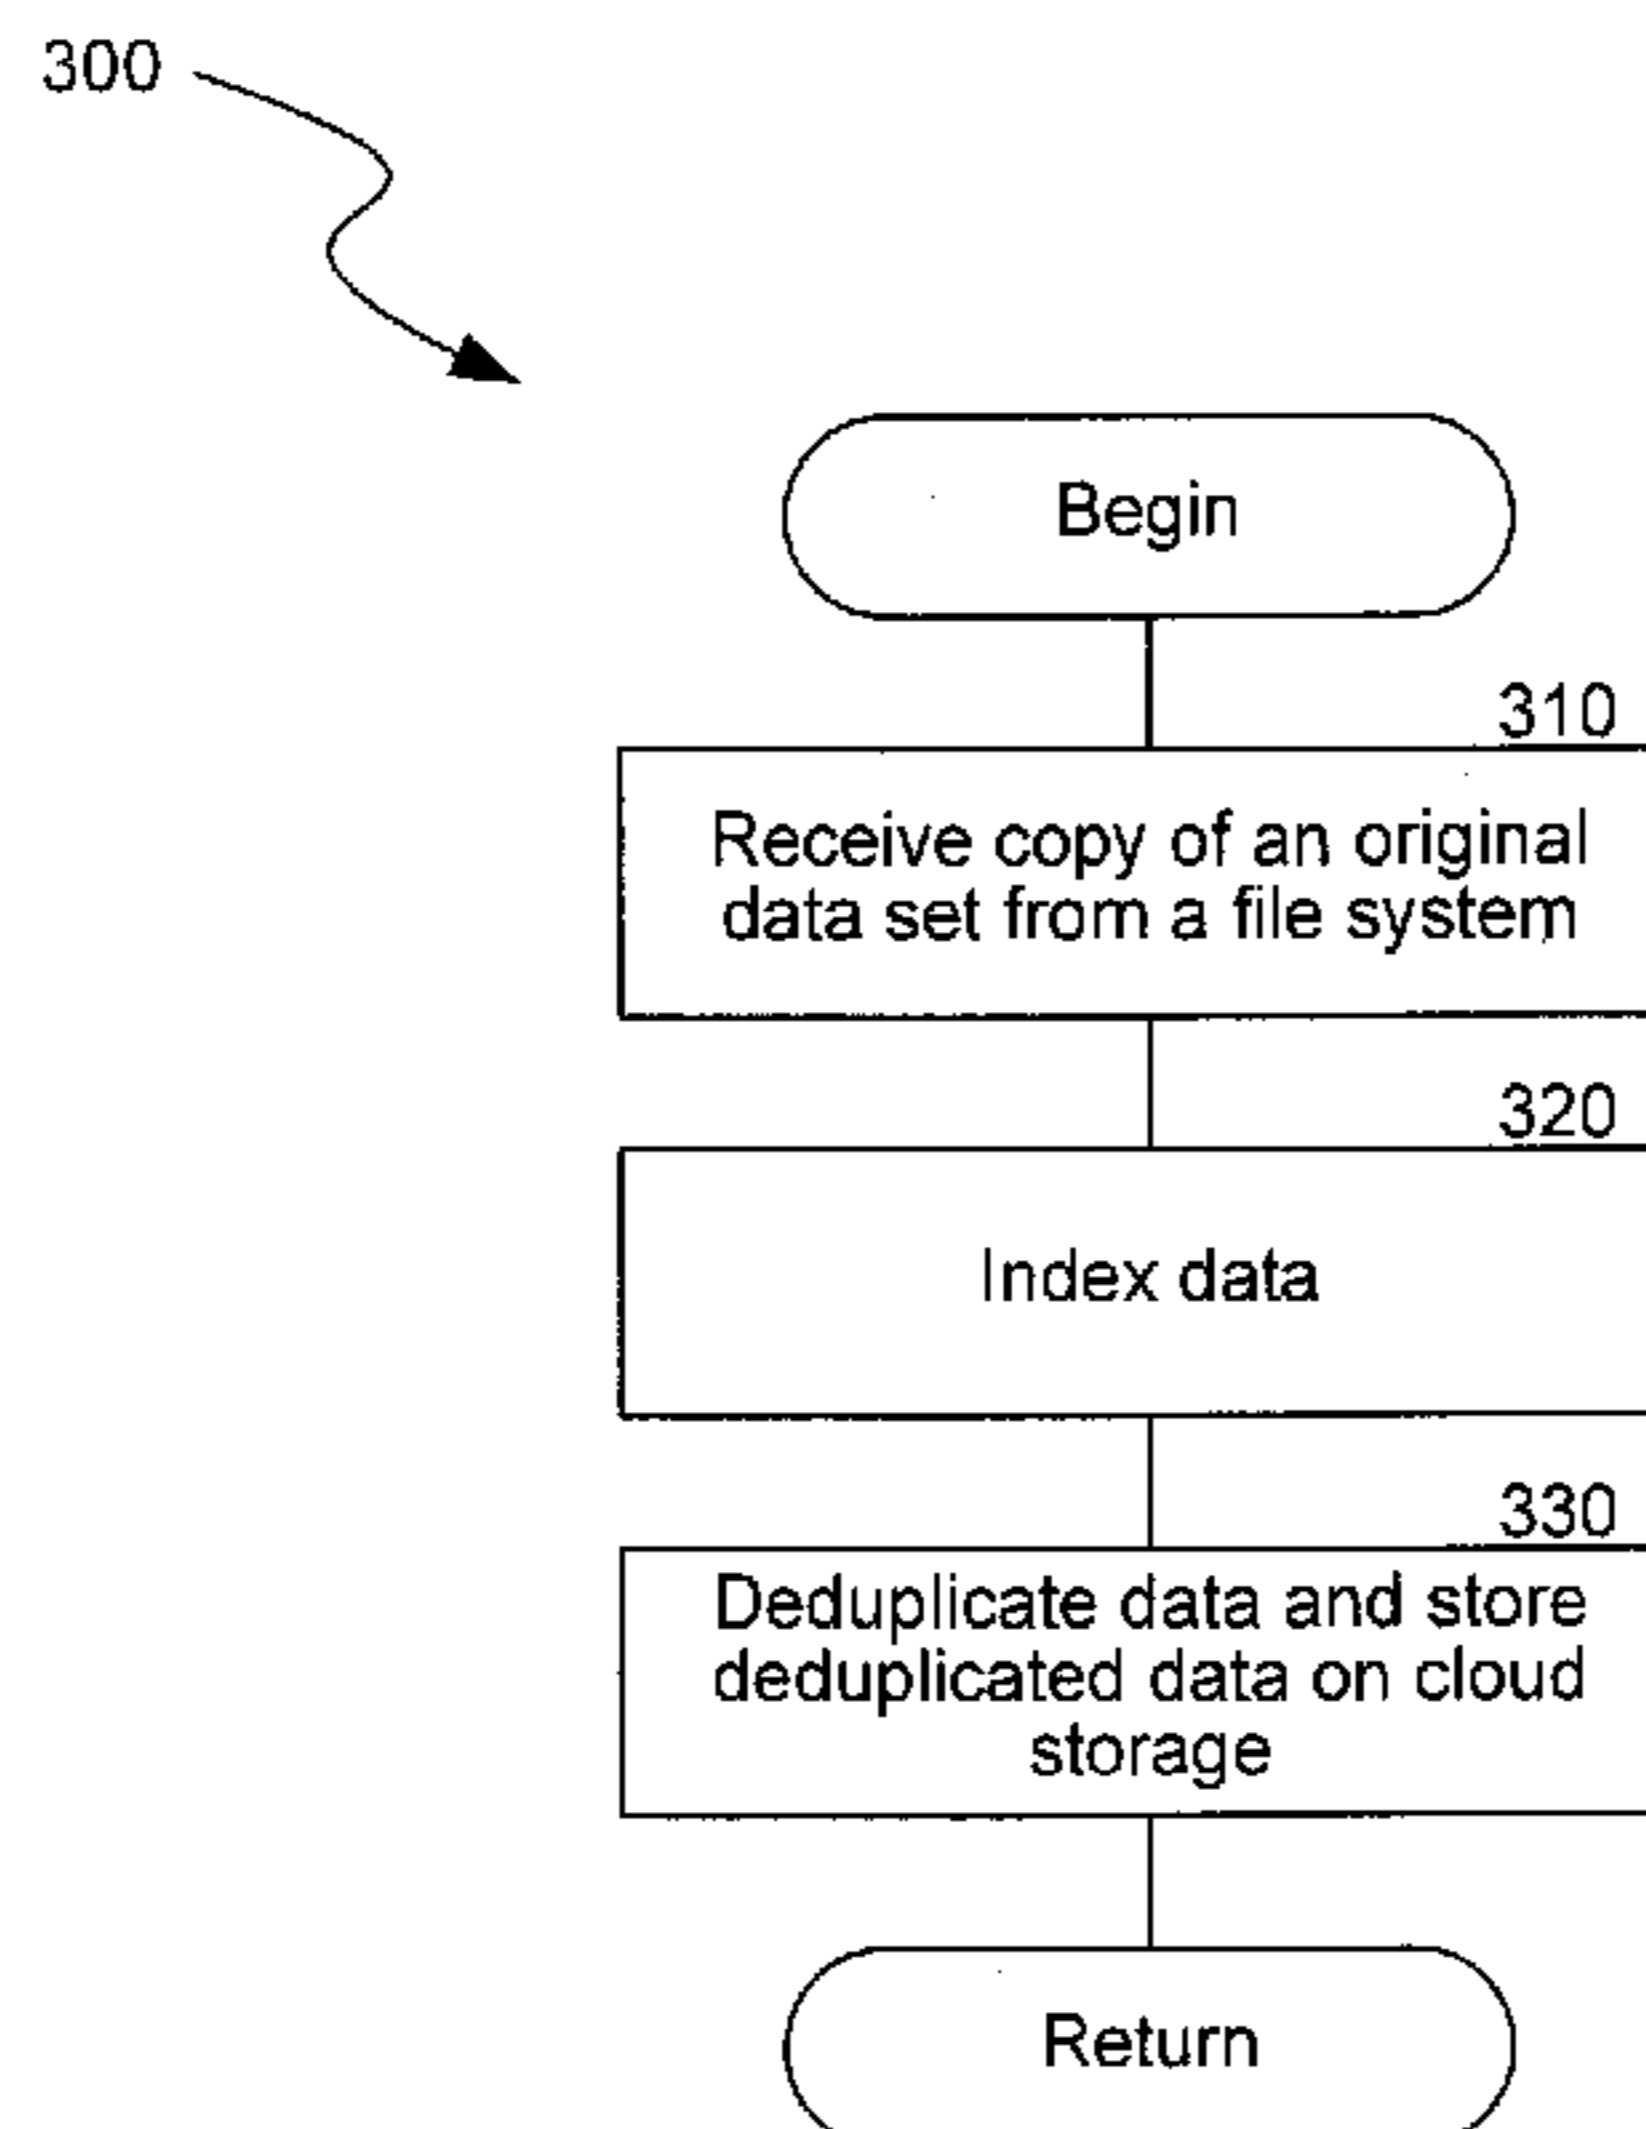 300
Begin
310
Receive copy of an original
data set from a file system
320
Index data
330
Deduplicate data and store
deduplicated data on cloud
storage
Return